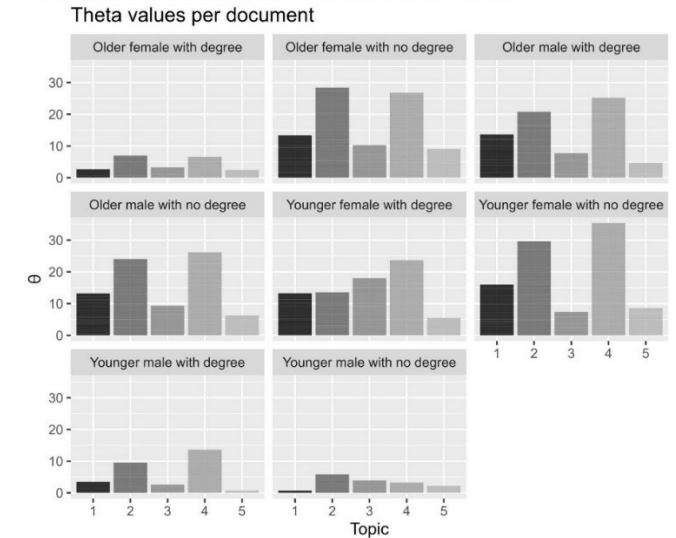 Theta values per document
Older female with degree
Older female with no degree
Older male with degree
30
20
10
0
Older male with no degree
Younger female with degree
Younger female with no degree
30
20
10
0
θ
1 2 3 4 5
Younger male with degree
Younger male with no degree
30
20
10
0
1 2 3 4 5
1 2 3 4 5
Topic